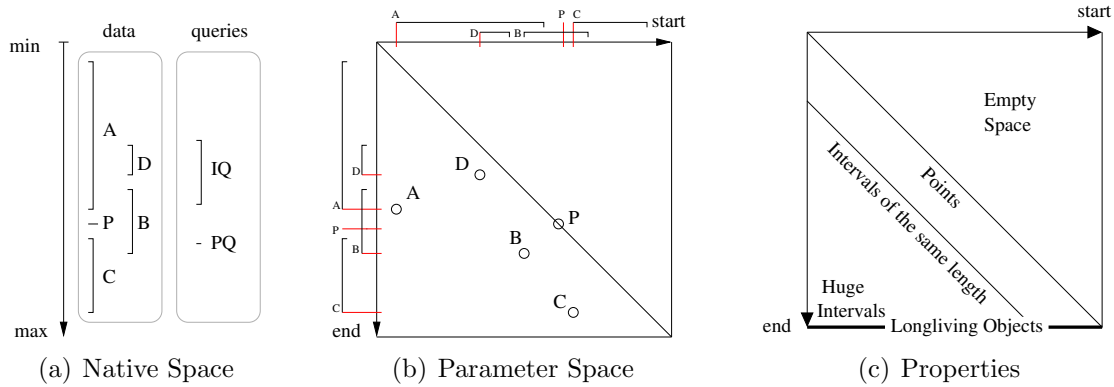 data
queries
min
A
D
P
B
C
IQ
PQ
max
(a) Native Space
A
P
C
start
D
B
D
A
P
B
C
D
A
P
B
C
end
(b) Parameter Space
start
Empty
Space
Points
Intervals of the same length
Huge
Intervals
end
Longliving Objects
(c) Properties